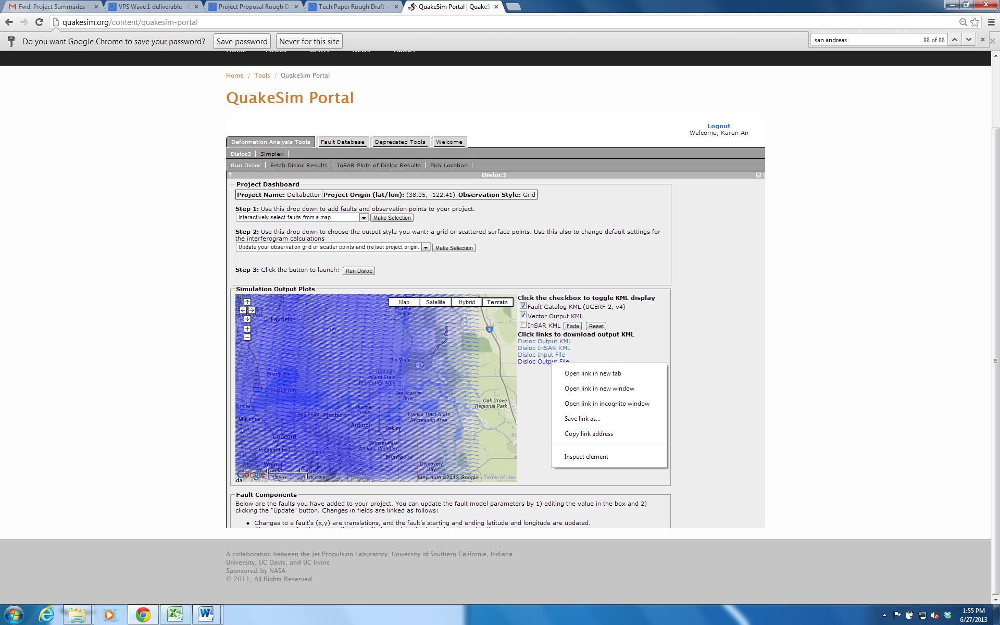 Fwd: Project Summaries -
VPS Wave 1 deliverable -
Project Proposal Rough D
Tech Paper Rough Draft -
QuakeSim Portal | QuakeS
quakesim.org/content/quakesim-portal
Do you want Google Chrome to save your password? Save password Never for this site
san andreas 88 of 88
HOME TOOLS DATA NEWS ABOUT
Home / Tools / QuakeSim Portal
QuakeSim Portal
Logout
Welcome, Karen An
Deformation Analysis Tools Fault Database Deprecated Tools Welcome
Disloc3 | Simplex |
Run Disloc | Fetch Disloc Results | InSAR Plots of Disloc Results | Pick Location |
? Disloc3
Project Dashboard
Project Name: Deltabetter Project Origin (lat/lon): (38.05, -122.41) Observation Style: Grid
Step 1: Use this drop down to add faults and observation points to your project.
Interactively select faults from a map. Make Selection
Step 2: Use this drop down to choose the output style you want: a grid or scattered surface points. Use this also to change default settings for
the interferogram calculations
Update your observation grid or scatter points and (re)set project origin. Make Selection
Step 3: Click the button to launch: Run Disloc
Simulation Output Plots
Map Satellite Hybrid Terrain
Cache
Slough
Fairfield
12
5
Sacramento River
Rio Vista
12
Brannan
Island State
Recreation Area
Grizzly Bay
680
Suisun Bay
San Joaquin
River
Oak Grove
Regional Park
enicia
Sherman
Lake
Martinez
Bay Point
Pittsburg
Franks Tract State
Recreation Area
Antioch
Oakley
Concord
Sunset Park
Athletic Complex
Pleasant Hill
Clayton
Brentwood
Walnut
Creek
Discovery
Bay
Google
10 km
Rick Park
da
Map data ©2013 Google - Terms of Use
Click the checkbox to toggle KML display
Fault Catalog KML (UCERF-2, v4)
Vector Output KML
InSAR KML Fade Reset
Click links to download output KML
Disloc Output KML
Disloc InSAR KML
Disloc Input File
Disloc Output File
Open link in new tab
Open link in new window
Open link in incognito window
Save link as...
Copy link address
Inspect element
Fault Components
Below are the faults you have added to your project. You can update the fault model parameters by 1) editing the value in the box and 2)
clicking the "Update" button. Changes in fields are linked as follows:
• Changes to a fault's (x,y) are translations, and the fault's starting and ending latitude and longitude are updated.
A collaboration between the Jet Propulsion Laboratory, University of Southern California, Indiana
University, UC Davis, and UC Irvine
Sponsored by NASA
© 2011; All Rights Reserved
1:55 PM
6/27/2013